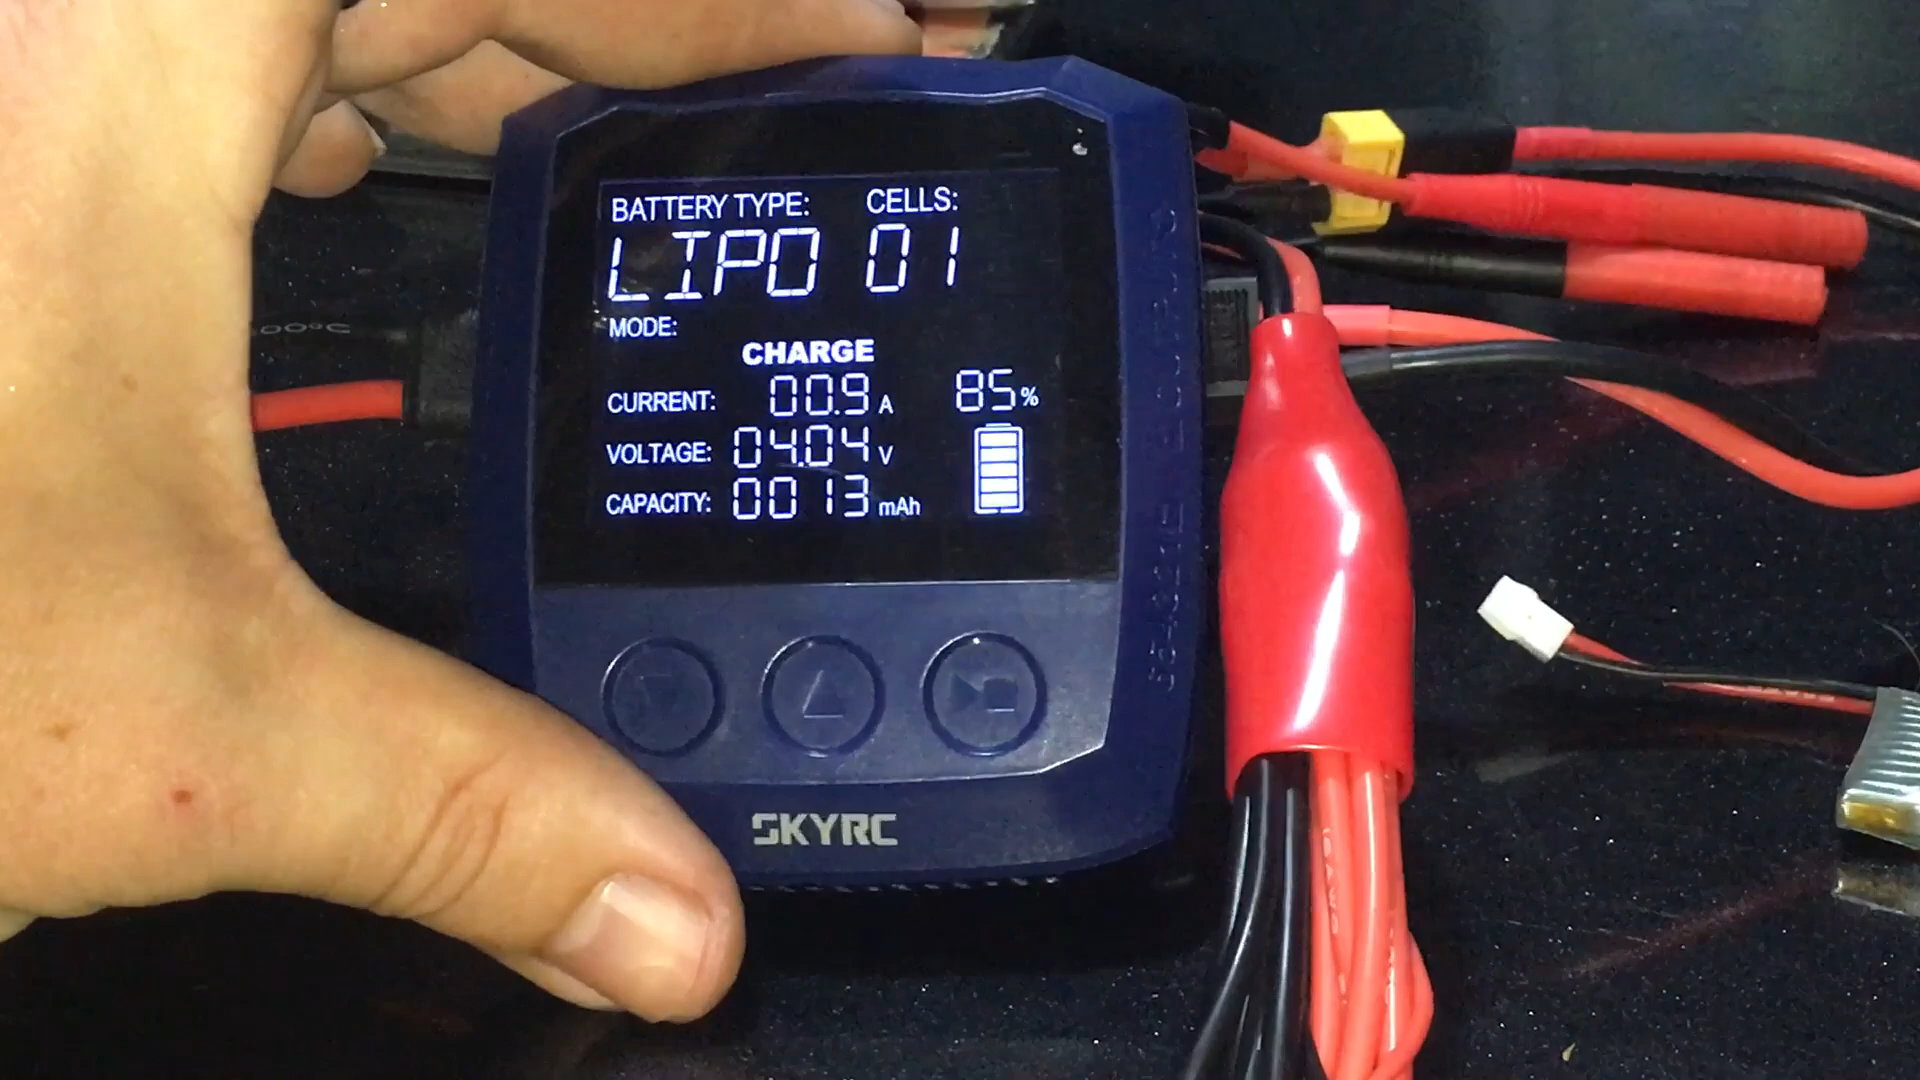 BATTERY TYPE: CELLS:
LIPO 01
MODE:
CHARGE
CURRENT: 00.9 A 85%
VOLTAGE: 04.04 V
CAPACITY: 0013 mAh
SKYRC